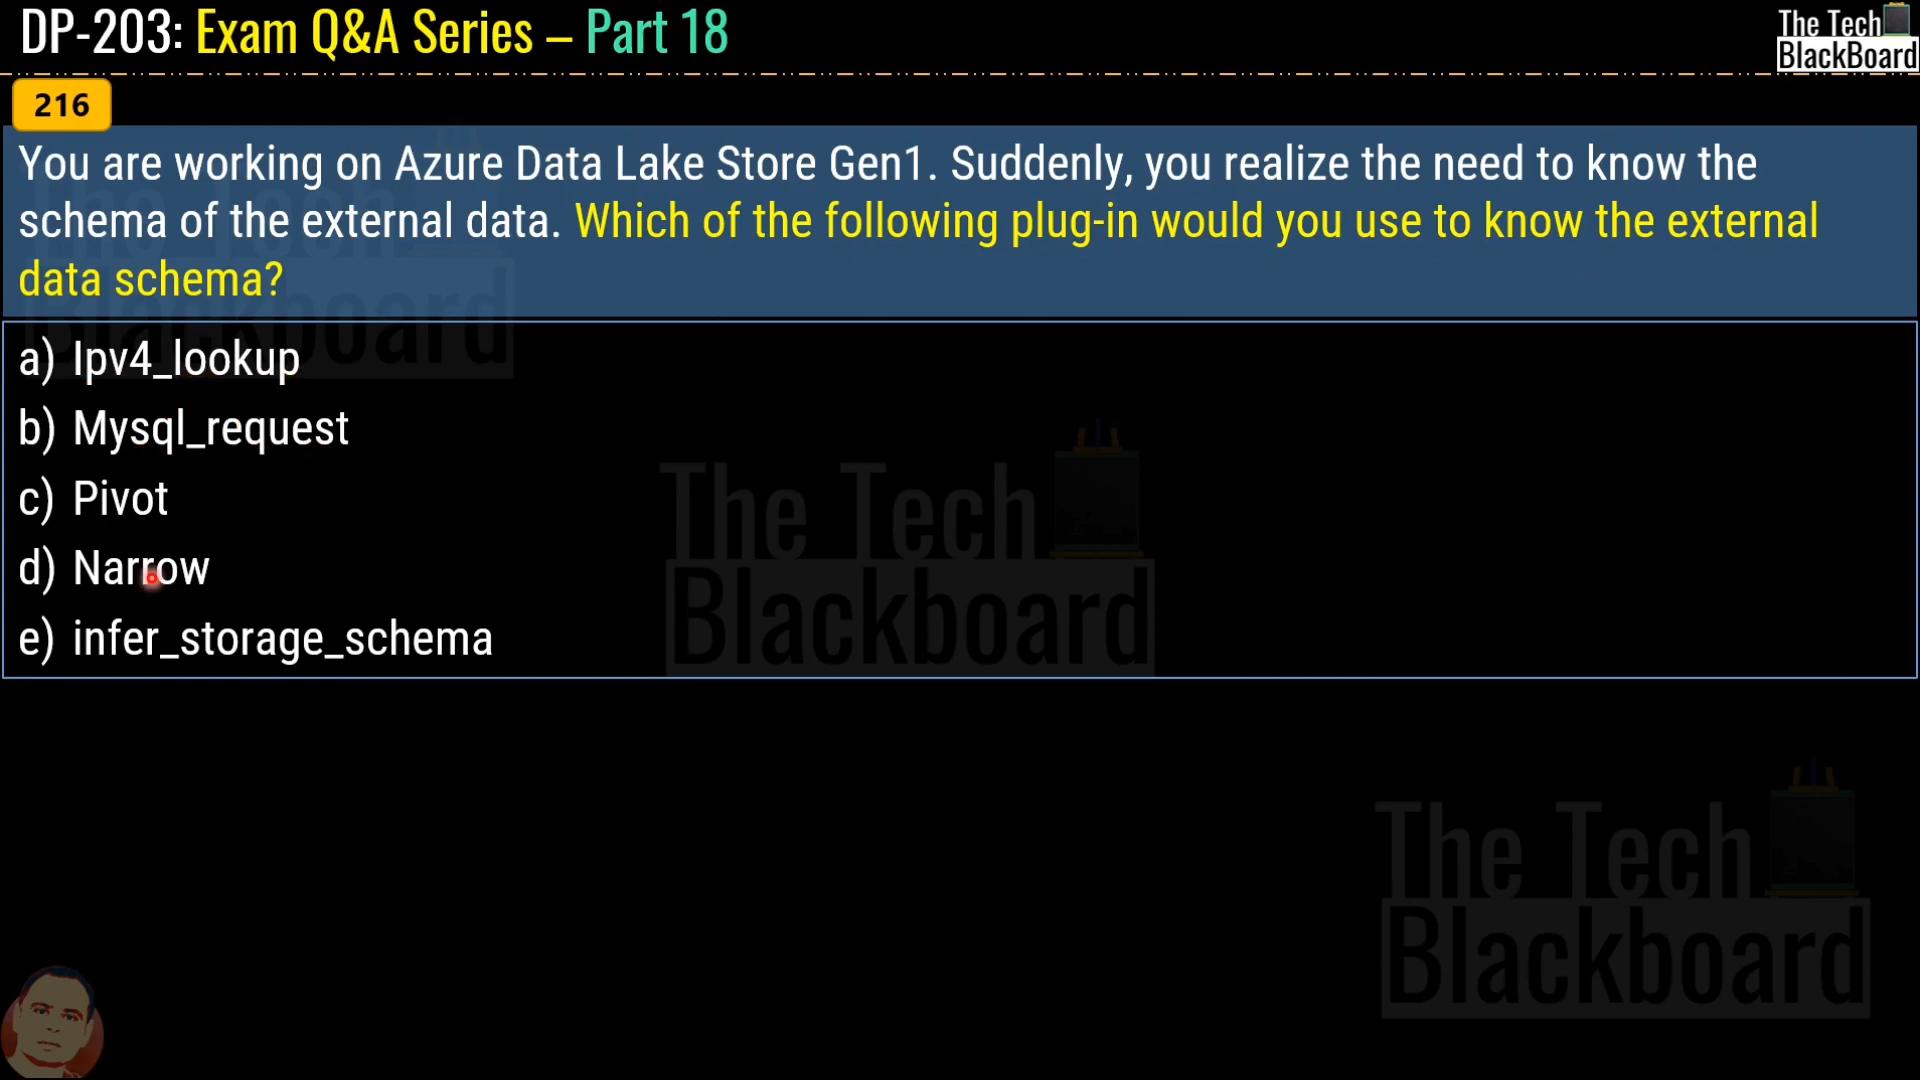 DP-203: Exam Q&A Series – Part 18
The Tech
BlackBoard
216
You are working on Azure Data Lake Store Gen1. Suddenly, you realize the need to know the
schema of the external data. Which of the following plug-in would you use to know the external
data schema?
a) Ipv4_lookup
b) Mysql_request
c) Pivot
d) Narrow
e) infer_storage_schema
The Tech
Blackboard
The Tech
Blackboard
The Tech
Blackboard